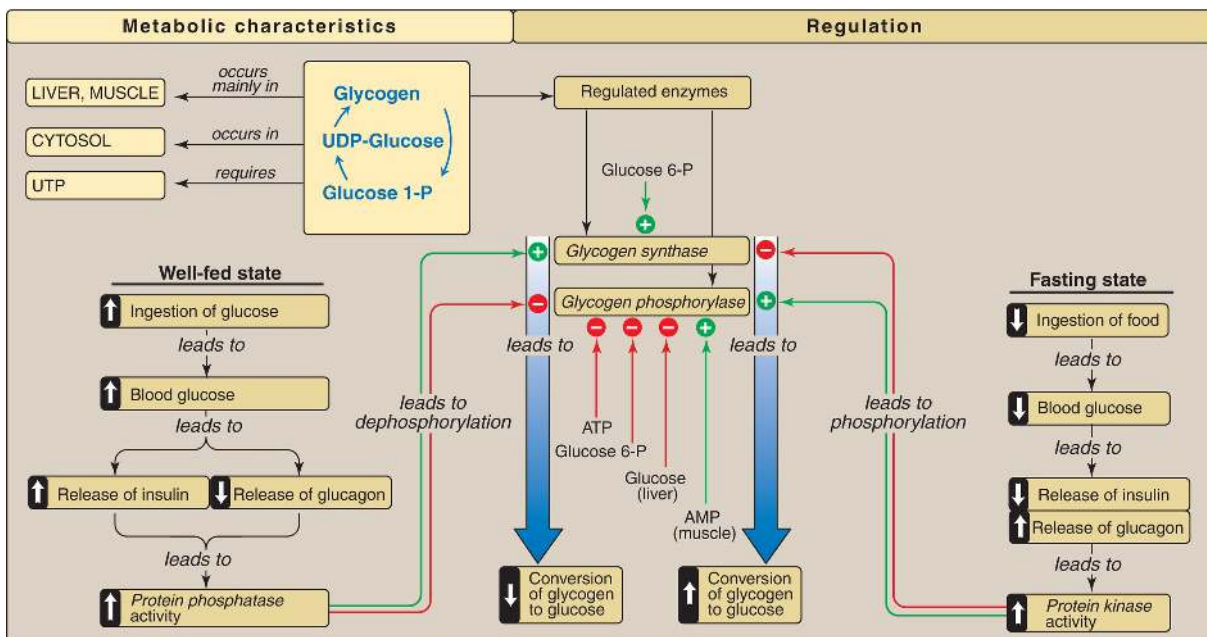 Metabolic characteristics
Regulation
LIVER, MUSCLE
occurs
mainly in
CYTOSOL
occurs in
UTP
requires
Glycogen
UDP-Glucose
Glucose 1-P
Regulated enzymes
Glucose 6-P
+
Glycogen synthase
Glycogen phosphorylase
+
−
−
+
−
−
−
+
leads to
leads to
ATP
Glucose 6-P
Glucose
(liver)
AMP
(muscle)
Well-fed state
Ingestion of glucose
leads to
Blood glucose
leads to
Release of insulin
Release of glucagon
leads to
Protein phosphatase
activity
leads to
dephosphorylation
Conversion
of glycogen
to glucose
Conversion
of glycogen
to glucose
leads to
phosphorylation
Fasting state
Ingestion of food
leads to
Blood glucose
leads to
Release of insulin
Release of glucagon
leads to
Protein kinase
activity